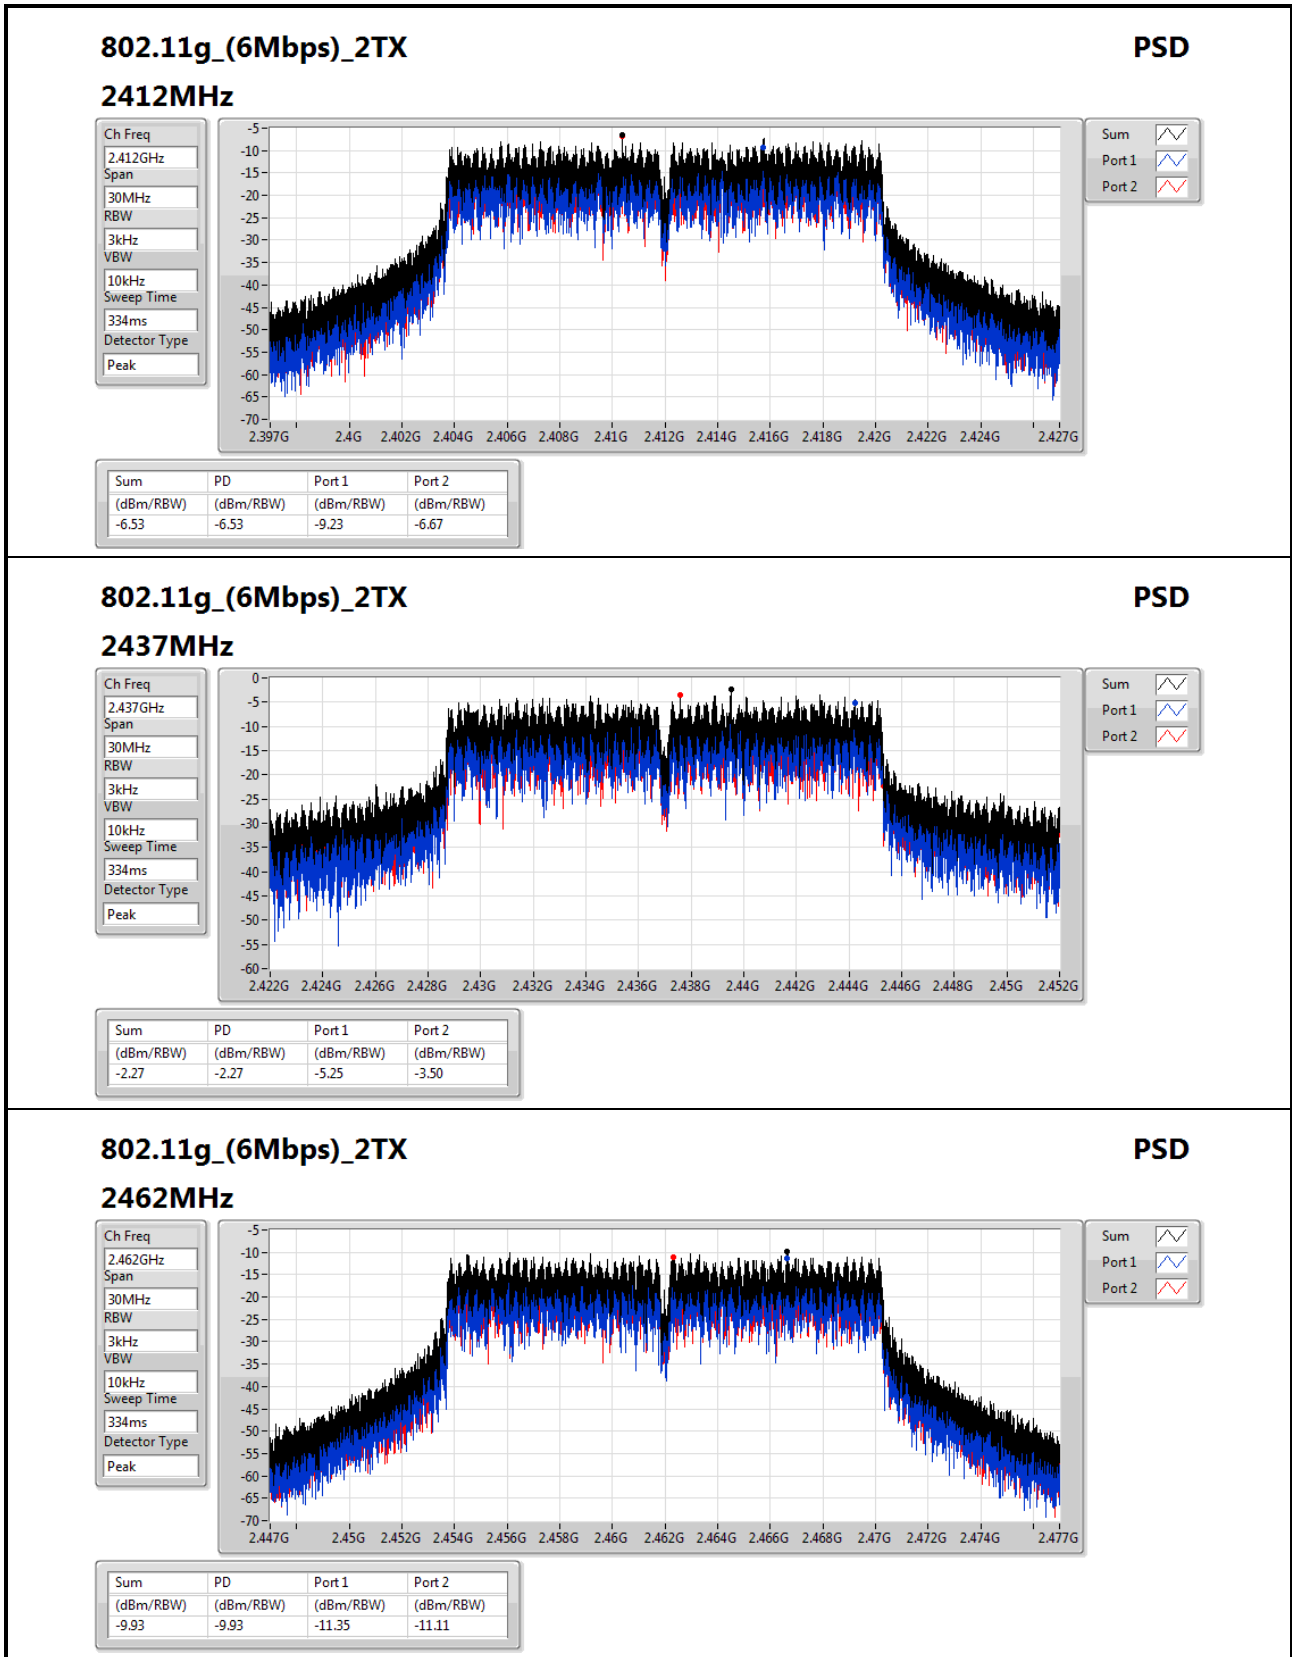 802.11g_(6Mbps)_2TX PSD
2412MHz
Ch Freq
2.412GHz
Span
30MHz
RBW
3kHz
VBW
10kHz
Sweep Time
334ms
Detector Type
Peak
-5
-10
-15
-20
-25
-30
-35
-40
-45
-50
-55
-60
-65
-70
2.397G 2.4G 2.402G 2.404G 2.406G 2.408G 2.41G 2.412G 2.414G 2.416G 2.418G 2.42G 2.422G 2.424G 2.427G
Sum
Port 1
Port 2
Sum PD Port 1 Port 2
(dBm/RBW) (dBm/RBW) (dBm/RBW) (dBm/RBW)
-6.53 -6.53 -9.23 -6.67
802.11g_(6Mbps)_2TX PSD
2437MHz
Ch Freq
2.437GHz
Span
30MHz
RBW
3kHz
VBW
10kHz
Sweep Time
334ms
Detector Type
Peak
0
-5
-10
-15
-20
-25
-30
-35
-40
-45
-50
-55
-60
2.422G 2.424G 2.426G 2.428G 2.43G 2.432G 2.434G 2.436G 2.438G 2.44G 2.442G 2.444G 2.446G 2.448G 2.45G 2.452G
Sum
Port 1
Port 2
Sum PD Port 1 Port 2
(dBm/RBW) (dBm/RBW) (dBm/RBW) (dBm/RBW)
-2.27 -2.27 -5.25 -3.50
802.11g_(6Mbps)_2TX PSD
2462MHz
Ch Freq
2.462GHz
Span
30MHz
RBW
3kHz
VBW
10kHz
Sweep Time
334ms
Detector Type
Peak
-5
-10
-15
-20
-25
-30
-35
-40
-45
-50
-55
-60
-65
-70
2.447G 2.45G 2.452G 2.454G 2.456G 2.458G 2.46G 2.462G 2.464G 2.466G 2.468G 2.47G 2.472G 2.474G 2.477G
Sum
Port 1
Port 2
Sum PD Port 1 Port 2
(dBm/RBW) (dBm/RBW) (dBm/RBW) (dBm/RBW)
-9.93 -9.93 -11.35 -11.11